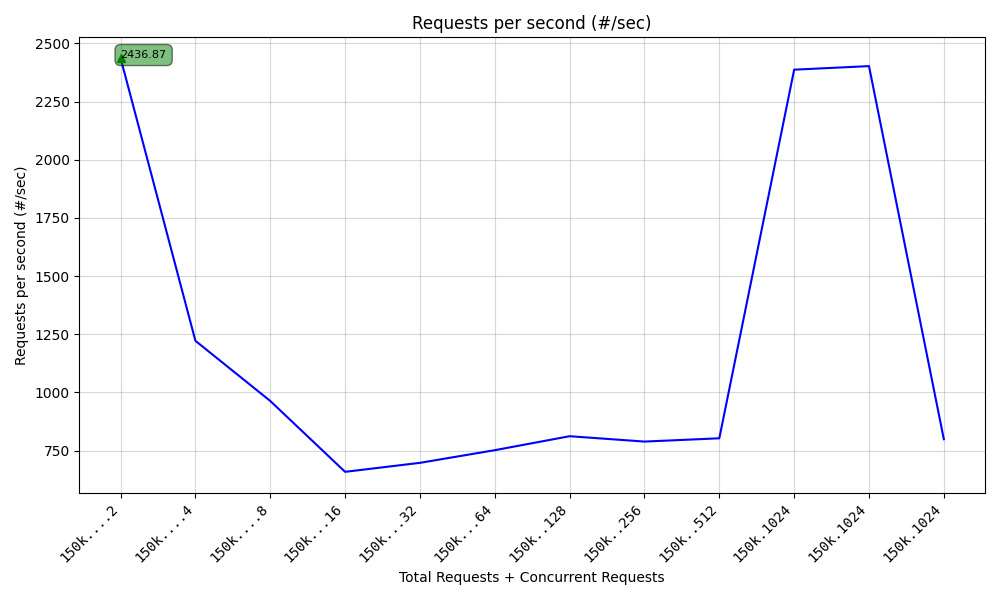 Requests per second (#/sec)
2436.87
2500
2250
2000
1750
1500
1250
1000
750
Requests per second (#/sec)
150k....2
150k....4
150k....8
150k...16
150k...32
150k...64
150k..128
150k..256
150k..512
150k.1024
150k.1024
150k.1024
Total Requests + Concurrent Requests